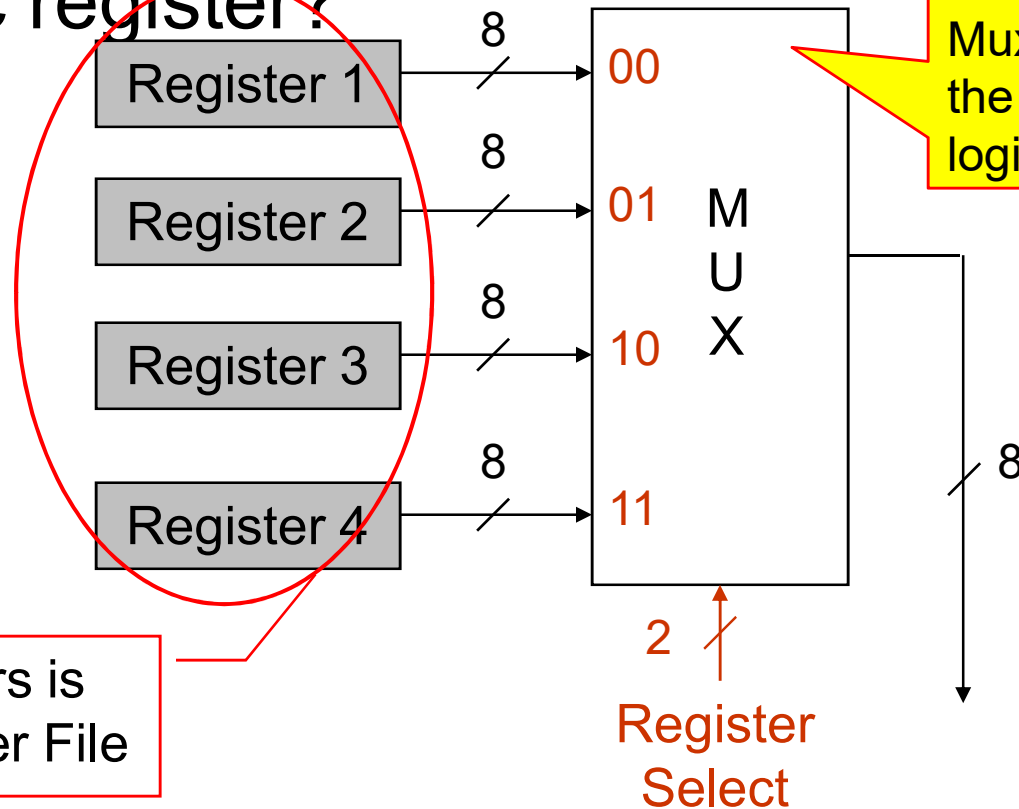 register?
8
Register 1
00
Mux
the
logi
8
Register 2
01
M
U
X
8
Register 3
10
8
Register 4
11
8
2
Register
Select
rs is
er File